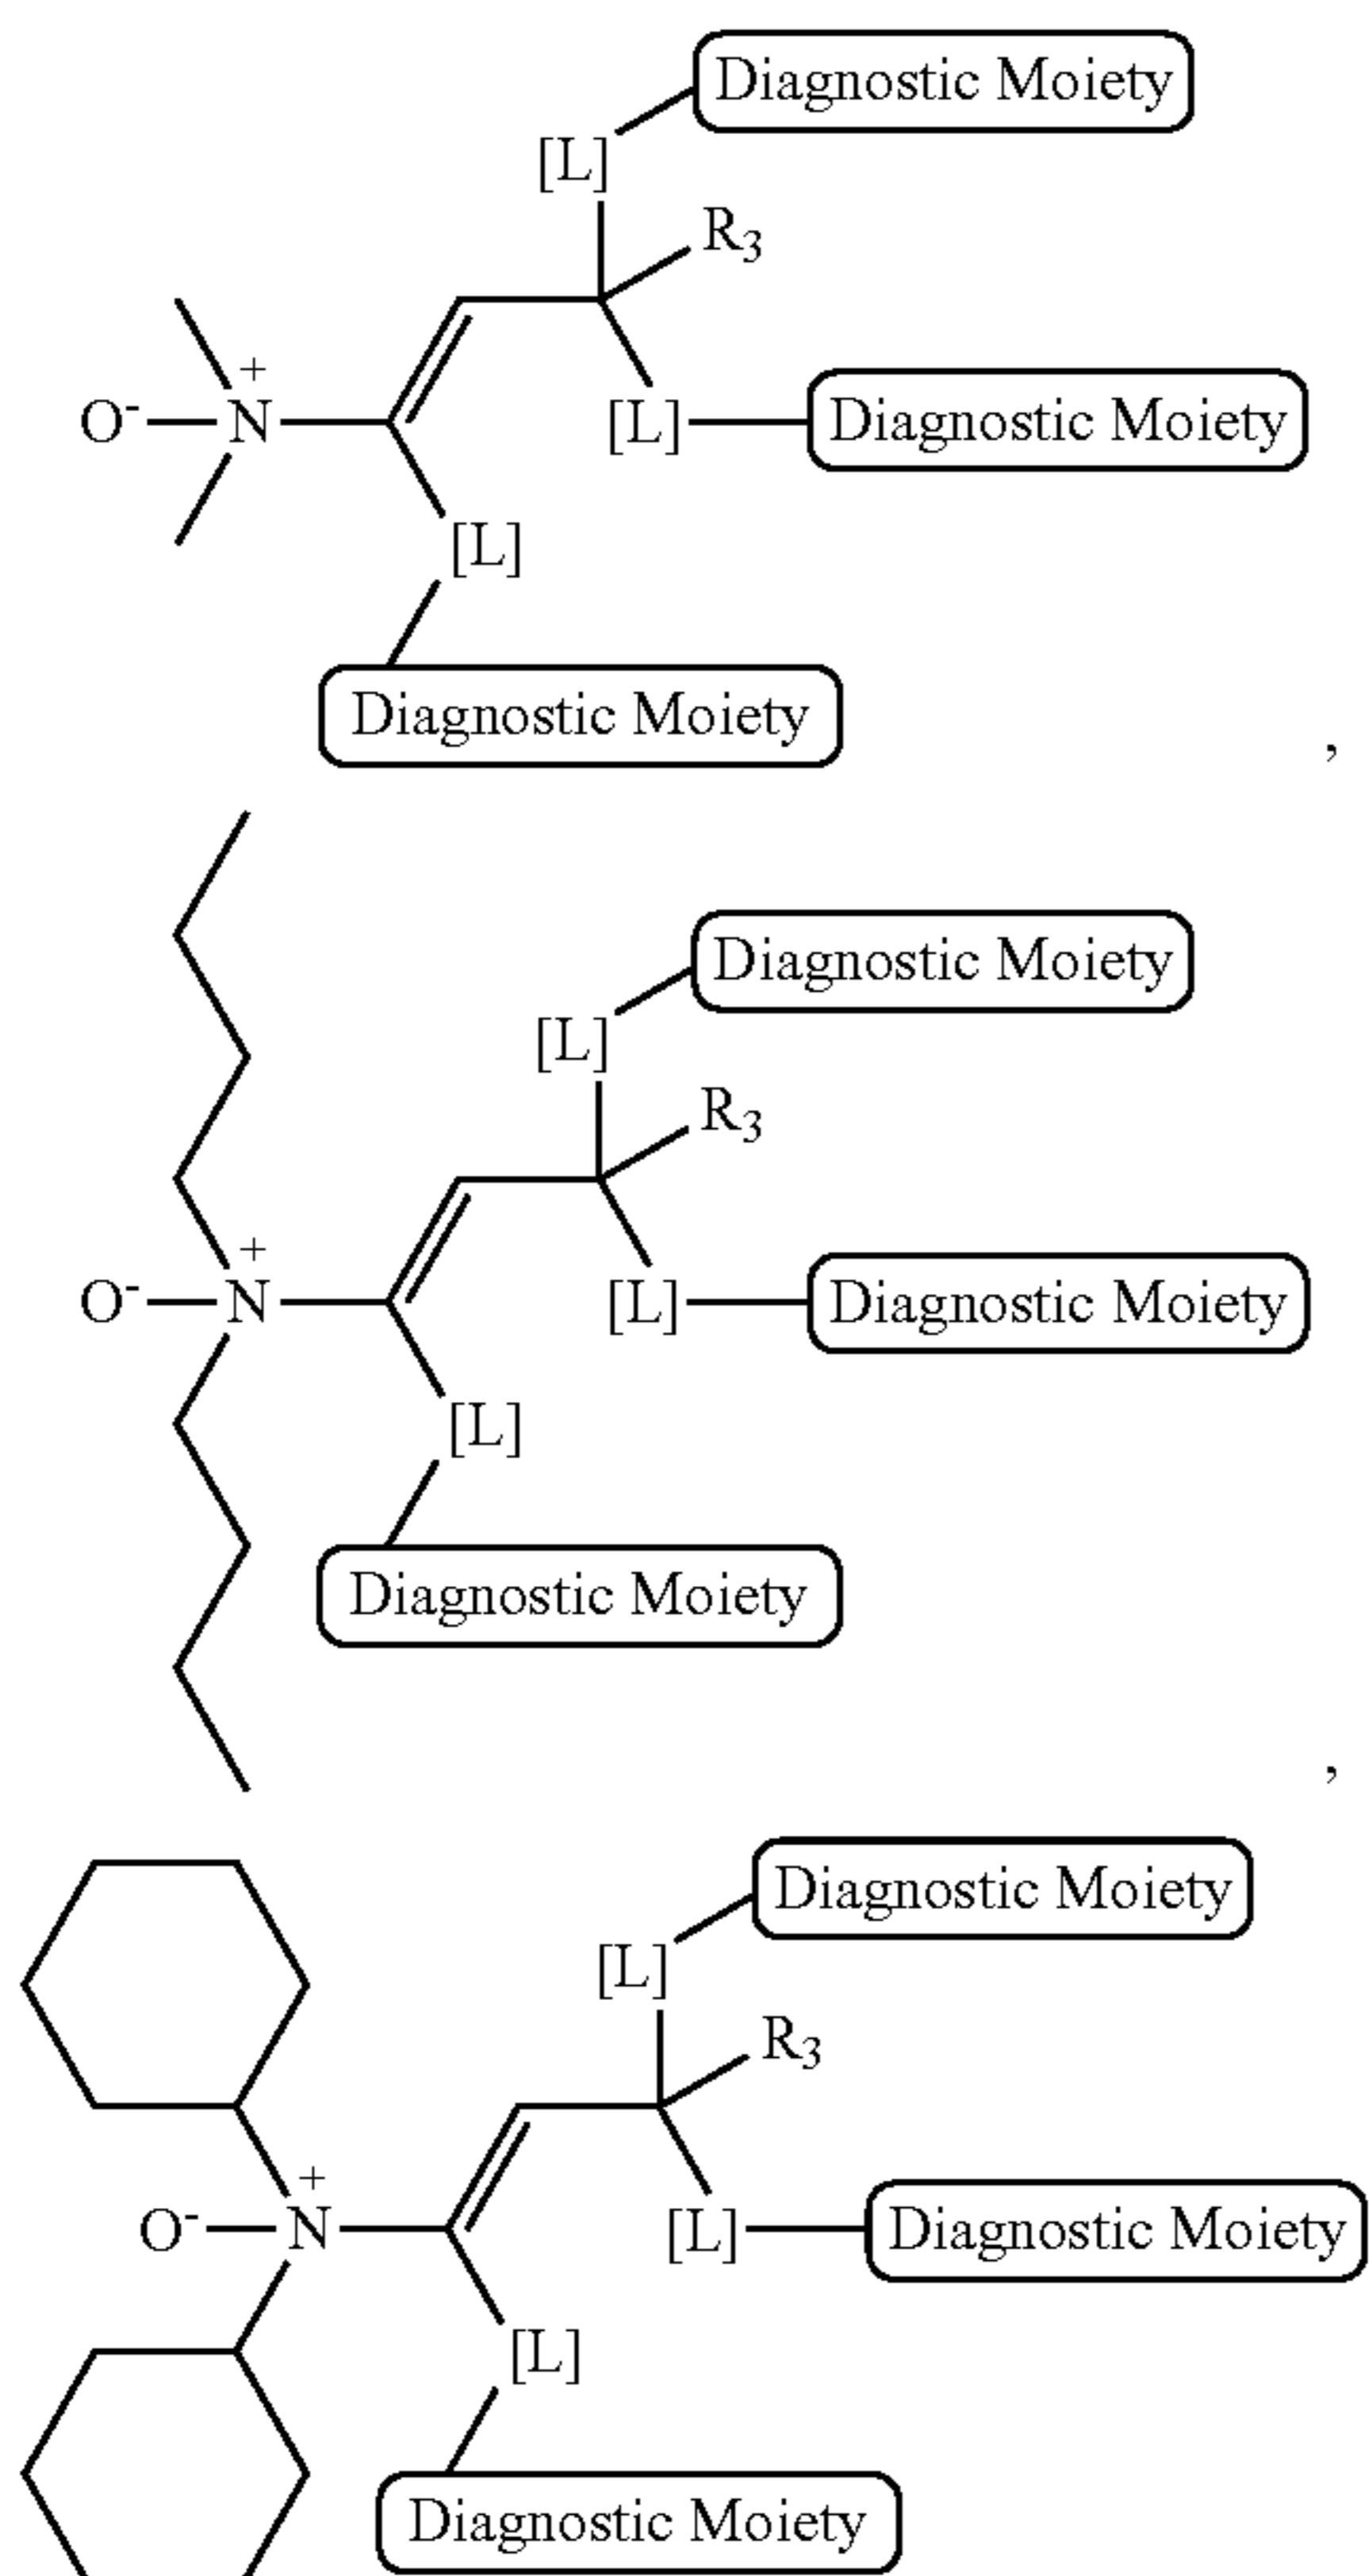 Diagnostic Moiety
[L]
R3
+
O- N [L] Diagnostic Moiety
[L]
Diagnostic Moiety ,
Diagnostic Moiety
[L]
R3
+
O- N [L] Diagnostic Moiety
[L]
Diagnostic Moiety
,
Diagnostic Moiety
[L]
R3
+
O- N [L] Diagnostic Moiety
[L]
Diagnostic Moiety